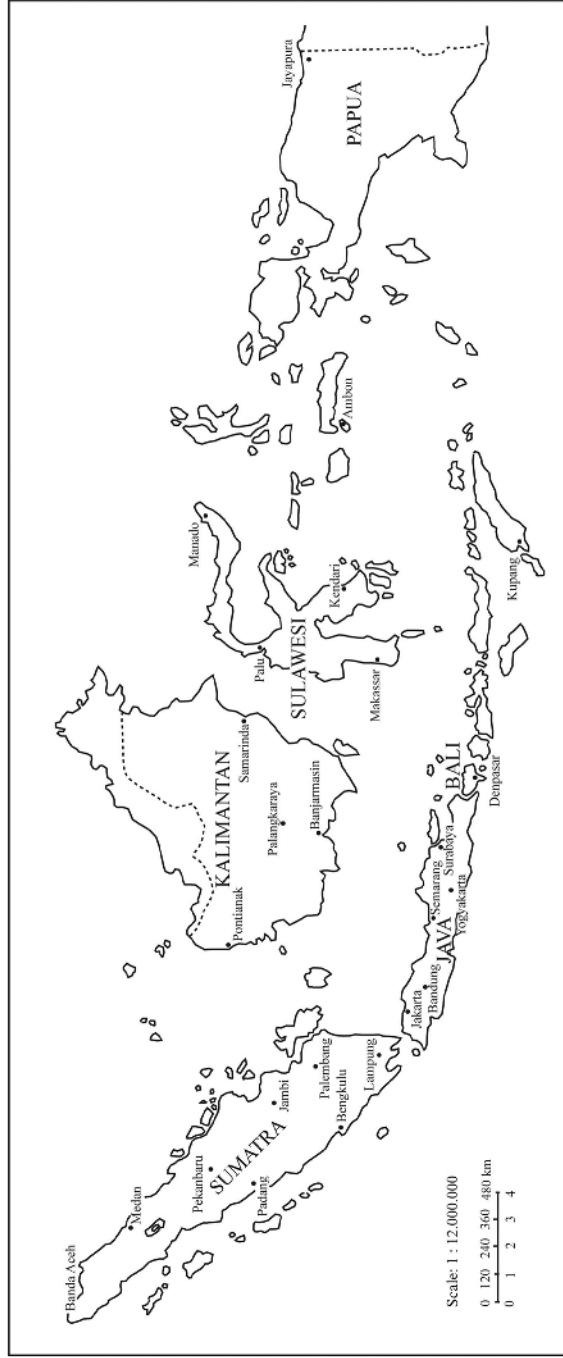 Banda Aceh
Medan
Pekanbaru
SUMATRA
Padang
Jambi
Palembang
Bengkulu
Lampung
Pontianak
KALIMANTAN
Palangkaraya
Banjarmasin
Samarinda
Manado
Palu
SULAWESI
Kendari
Makassar
Ambon
Jayapura
PAPUA
Jakarta
Bandung
JAVA
Semarang
Yogyakarta
Surabaya
BALI
Denpasar
Kupang
Scale: 1 : 12.000.000
0 120 240 360 480 km
0 1 2 3 4